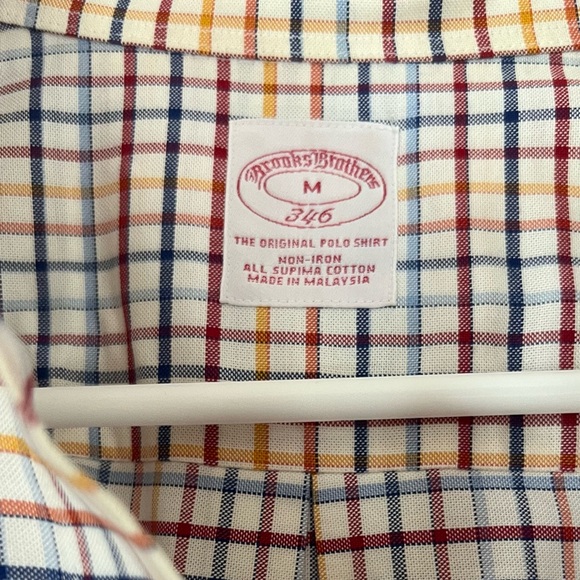 Brooks Brothers
M
346
THE ORIGINAL POLO SHIRT
NON-IRON
ALL SUPIMA COTTON
MADE IN MALAYSIA